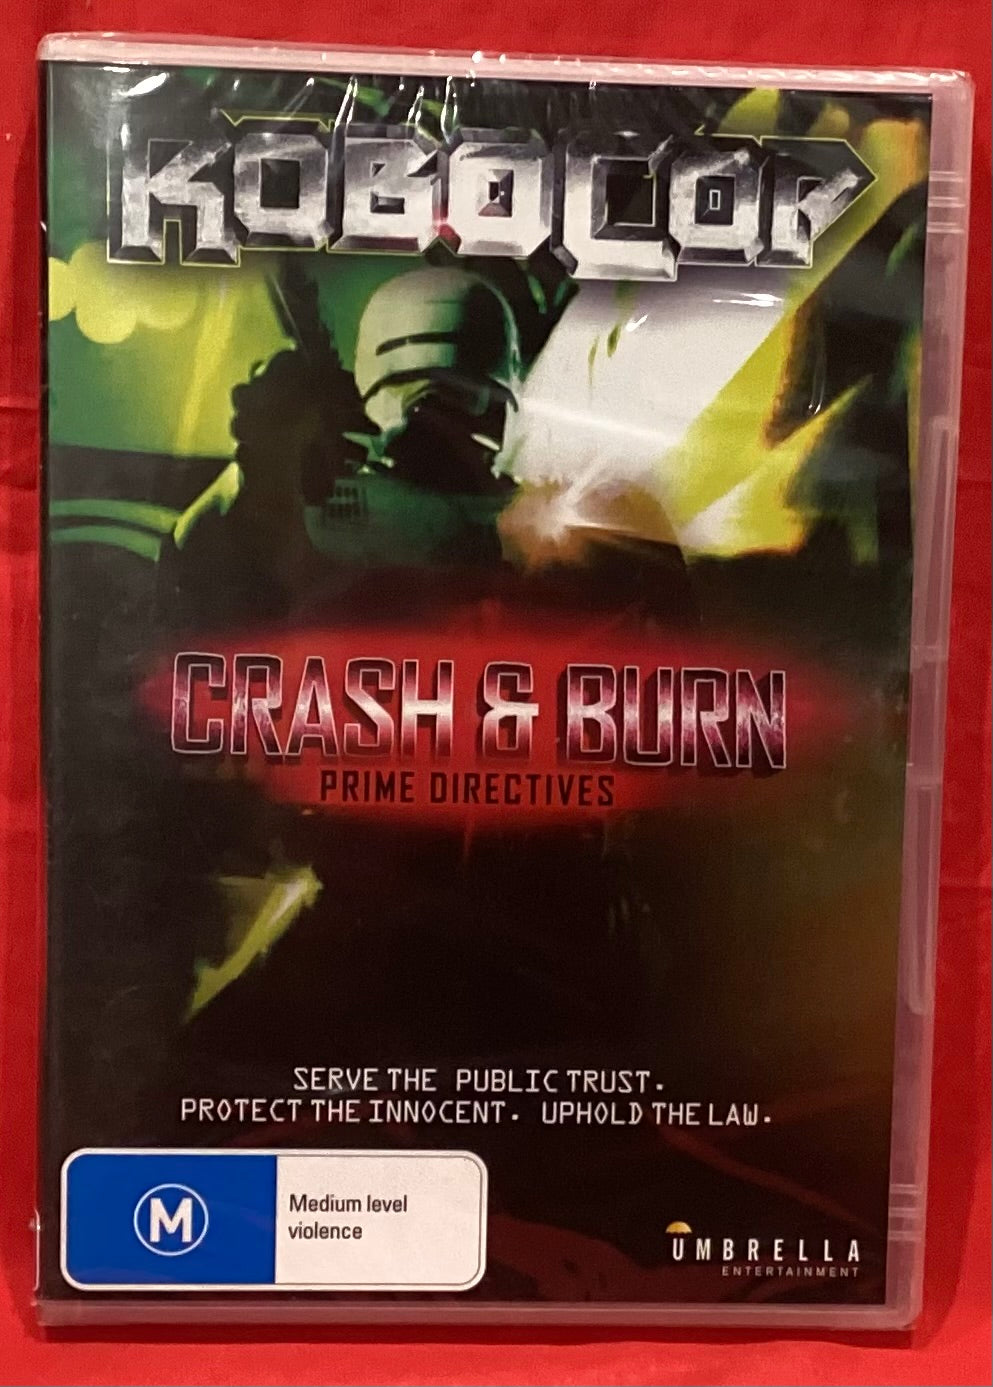 ROBOCOP
CRASH & BURN
PRIME DIRECTIVES
SERVE THE PUBLIC TRUST.
PROTECT THE INNOCENT. UPHOLD THE LAW.
M
Medium level
violence
UMBRELLA
ENTERTAINMENT